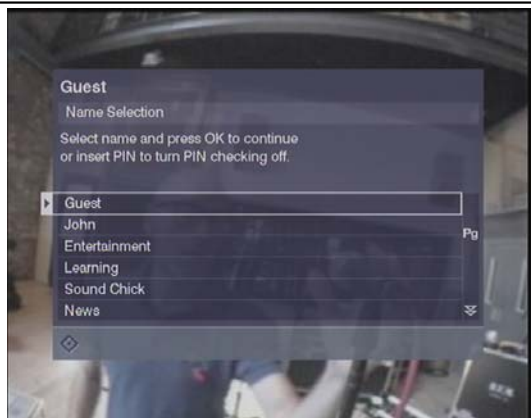 Guest
Name Selection
Select name and press OK to continue
or insert PIN to turn PIN checking off.
Guest
John
Pg
Entertainment
Learning
Sound Chick
News